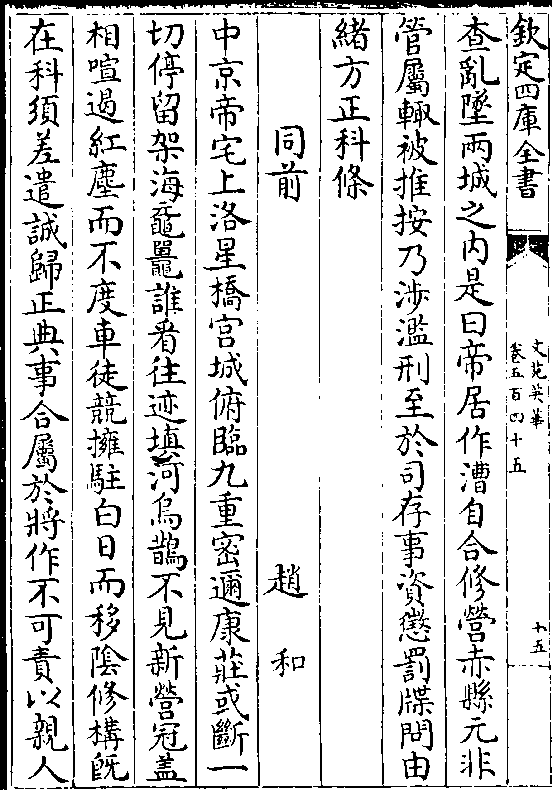 欽定四庫全書
文苑英華
卷五百四十五
十五
查亂墜兩城之内是曰帝居作漕自合修營赤縣元非
管屬輙被推按乃涉濫刑至於司存事資懲罰牒問由
緒方正科條
同前
趙和
中京帝宅上洛星橋宫城俯臨九重密邇康莊或斷一
切停留架海黿鼉誰看往迹填河烏鵲不見新營冠盖
相喧遏紅塵而不度車徒競擁駐白日而移陰修構旣
在科須差遣誠歸正典事合屬於將作不可責以親人